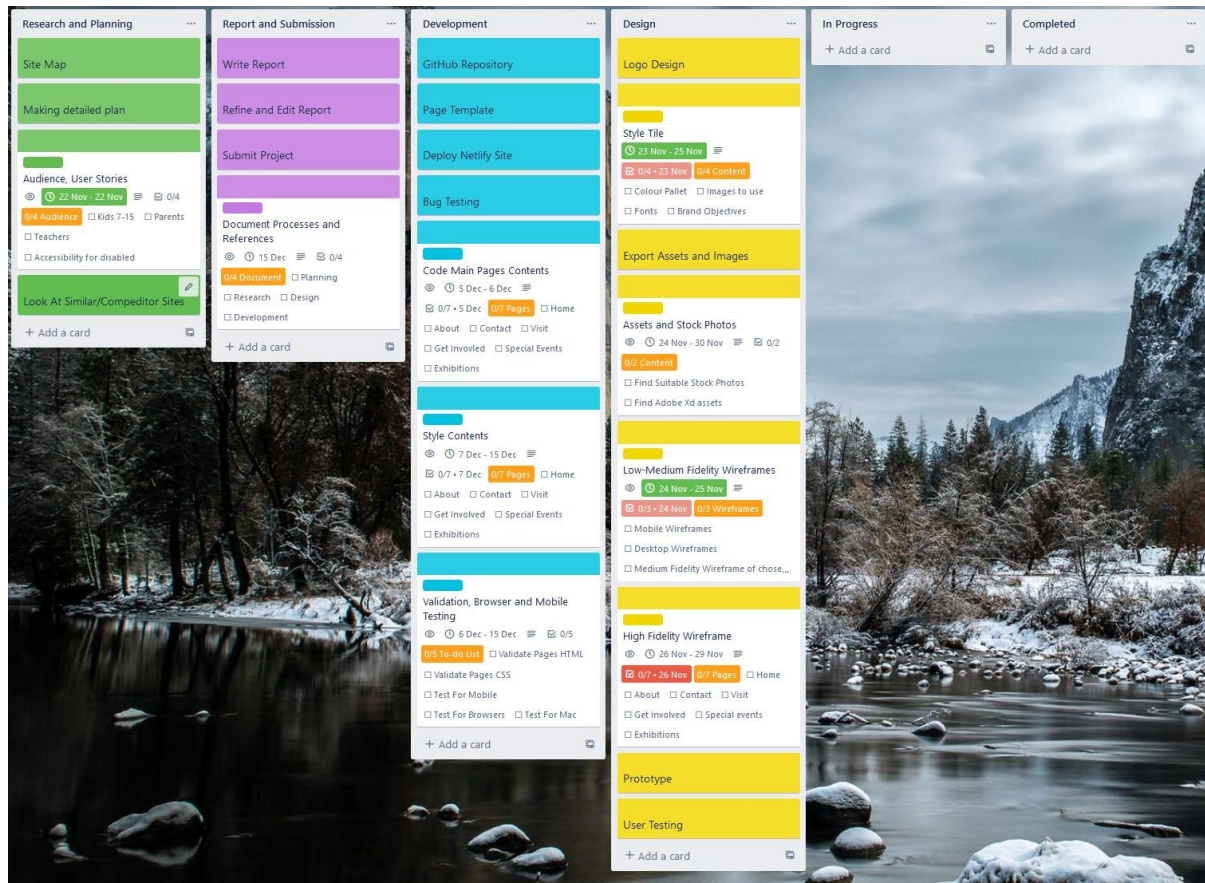 Research and Planning
Site Map
Making detailed plan
Audience, User Stories
22 Nov - 22 Nov 0/4
0/4 Audience Kids 7-15 Parents
Teachers
Accessibility for disabled
Look At Similar/Compeditor Sites
+ Add a card
Report and Submission
Write Report
Refine and Edit Report
Submit Project
Document Processes and
References
15 Dec 0/4
0/4 Document Planning
Research Design
Development
+ Add a card
Development
GitHub Repository
Page Template
Deploy Netlify Site
Bug Testing
Code Main Pages Contents
5 Dec - 6 Dec
0/7 • 5 Dec 0/7 Pages Home
About Contact Visit
Get Invovled Special Events
Exhibitions
Style Contents
7 Dec - 15 Dec
0/7 • 7 Dec 0/7 Pages Home
About Contact Visit
Get Involved Special Events
Exhibitions
Validation, Browser and Mobile
Testing
6 Dec - 15 Dec 0/5
0/5 To-do List Validate Pages HTML
Validate Pages CSS
Test For Mobile
Test For Browsers Test For Mac
+ Add a card
Design
Logo Design
Style Tile
23 Nov - 25 Nov
0/4 • 23 Nov 0/4 Content
Colour Pallet Images to use
Fonts Brand Objectives
Export Assets and Images
Assets and Stock Photos
24 Nov - 30 Nov 0/2
0/2 Content
Find Suitable Stock Photos
Find Adobe Xd assets
Low-Medium Fidelity Wireframes
24 Nov - 25 Nov
0/3 • 24 Nov 0/3 Wireframes
Mobile Wireframes
Desktop Wireframes
Medium Fidelity Wireframe of chose...
High Fidelity Wireframe
26 Nov - 29 Nov
0/7 • 26 Nov 0/7 Pages Home
About Contact Visit
Get Involved Special events
Exhibitions
Prototype
User Testing
+ Add a card
In Progress
+ Add a card
Completed
+ Add a card